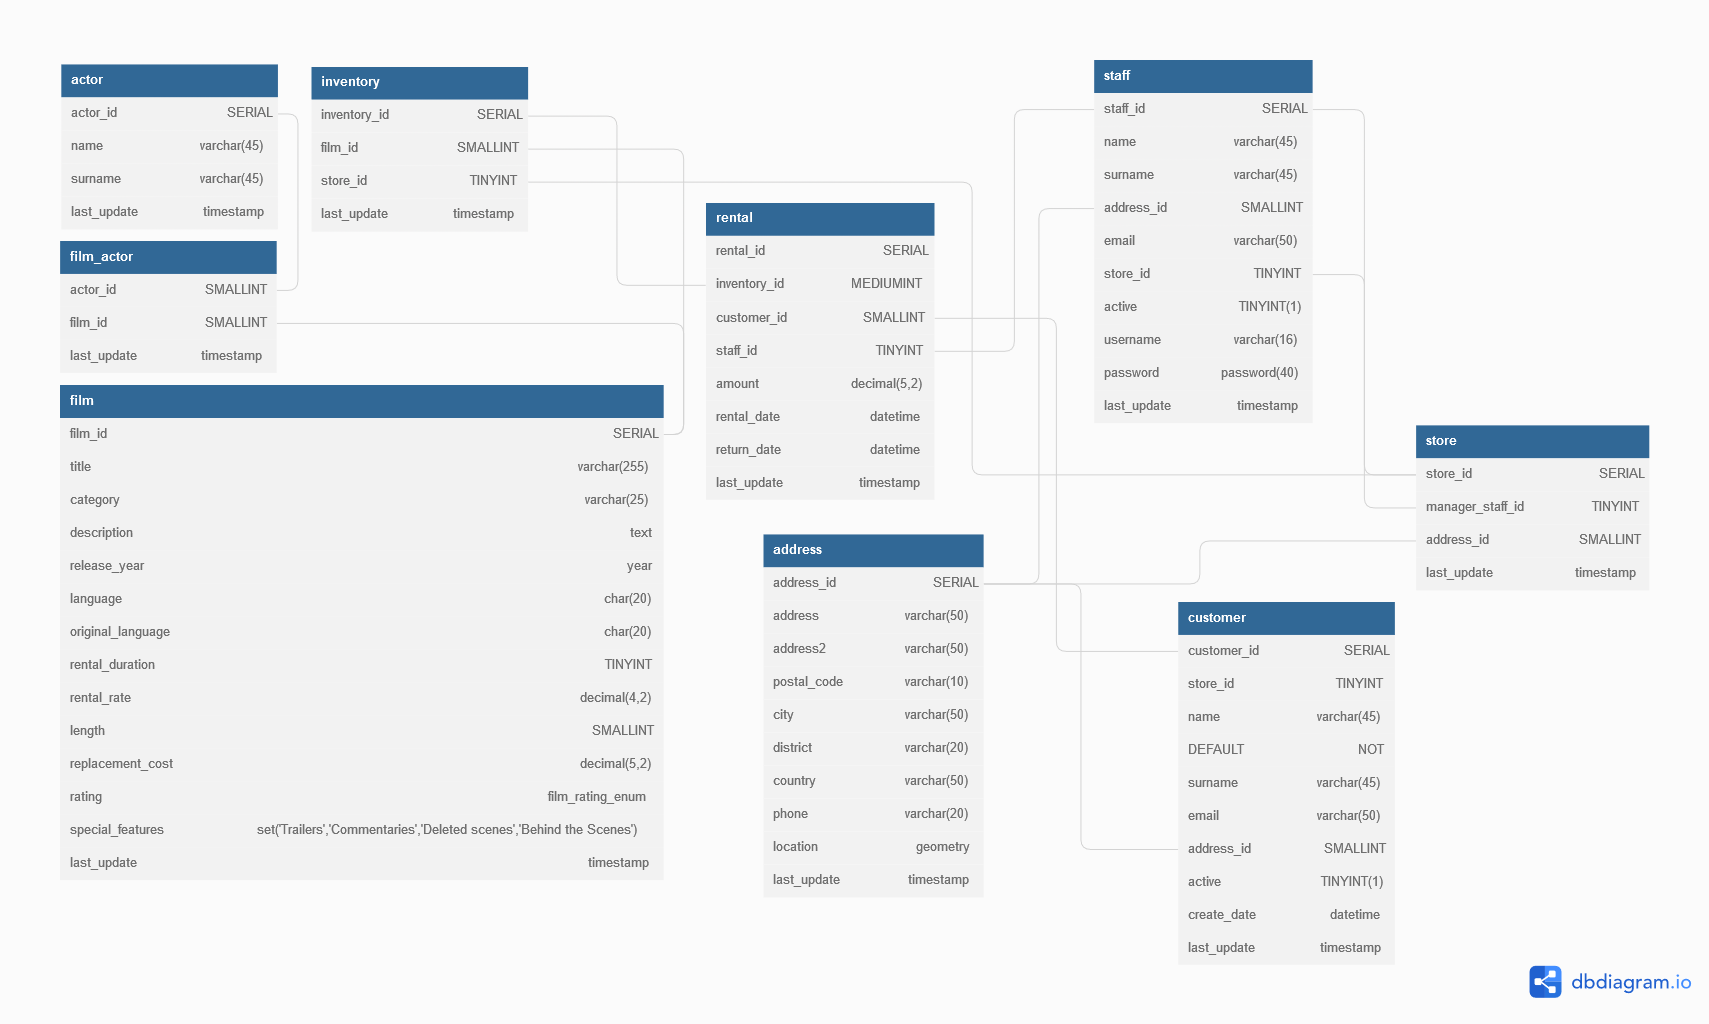 actor
actor_id SERIAL
name varchar(45)
surname varchar(45)
last_update timestamp
inventory
inventory_id SERIAL
film_id SMALLINT
store_id TINYINT
last_update timestamp
film_actor
actor_id SMALLINT
film_id SMALLINT
last_update timestamp
film
film_id SERIAL
title varchar(255)
category varchar(25)
description text
release_year year
language char(20)
original_language char(20)
rental_duration TINYINT
rental_rate decimal(4,2)
length SMALLINT
replacement_cost decimal(5,2)
rating film_rating_enum
special_features set('Trailers','Commentaries','Deleted scenes','Behind the Scenes')
last_update timestamp
rental
rental_id SERIAL
inventory_id MEDIUMINT
customer_id SMALLINT
staff_id TINYINT
amount decimal(5,2)
rental_date datetime
return_date datetime
last_update timestamp
address
address_id SERIAL
address varchar(50)
address2 varchar(50)
postal_code varchar(10)
city varchar(50)
district varchar(20)
country varchar(50)
phone varchar(20)
location geometry
last_update timestamp
staff
staff_id SERIAL
name varchar(45)
surname varchar(45)
address_id SMALLINT
email varchar(50)
store_id TINYINT
active TINYINT(1)
username varchar(16)
password password(40)
last_update timestamp
store
store_id SERIAL
manager_staff_id TINYINT
address_id SMALLINT
last_update timestamp
customer
customer_id SERIAL
store_id TINYINT
name varchar(45)
DEFAULT NOT
surname varchar(45)
email varchar(50)
address_id SMALLINT
active TINYINT(1)
create_date datetime
last_update timestamp
dbdiagram.io